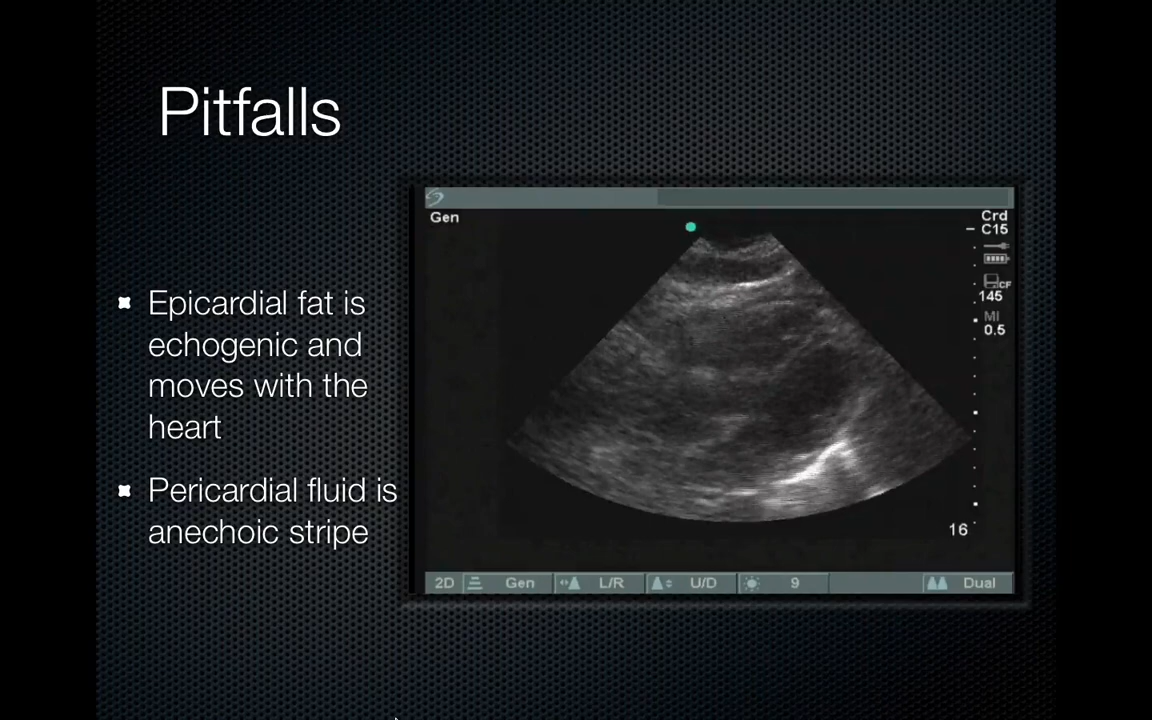 Pitfalls
Epicardial fat is
echogenic and
moves with the
heart
Pericardial fluid is
anechoic stripe
Gen
Crd
C15
CF
145
MI
0.5
16
2D Gen L/R U/D 9 Dual